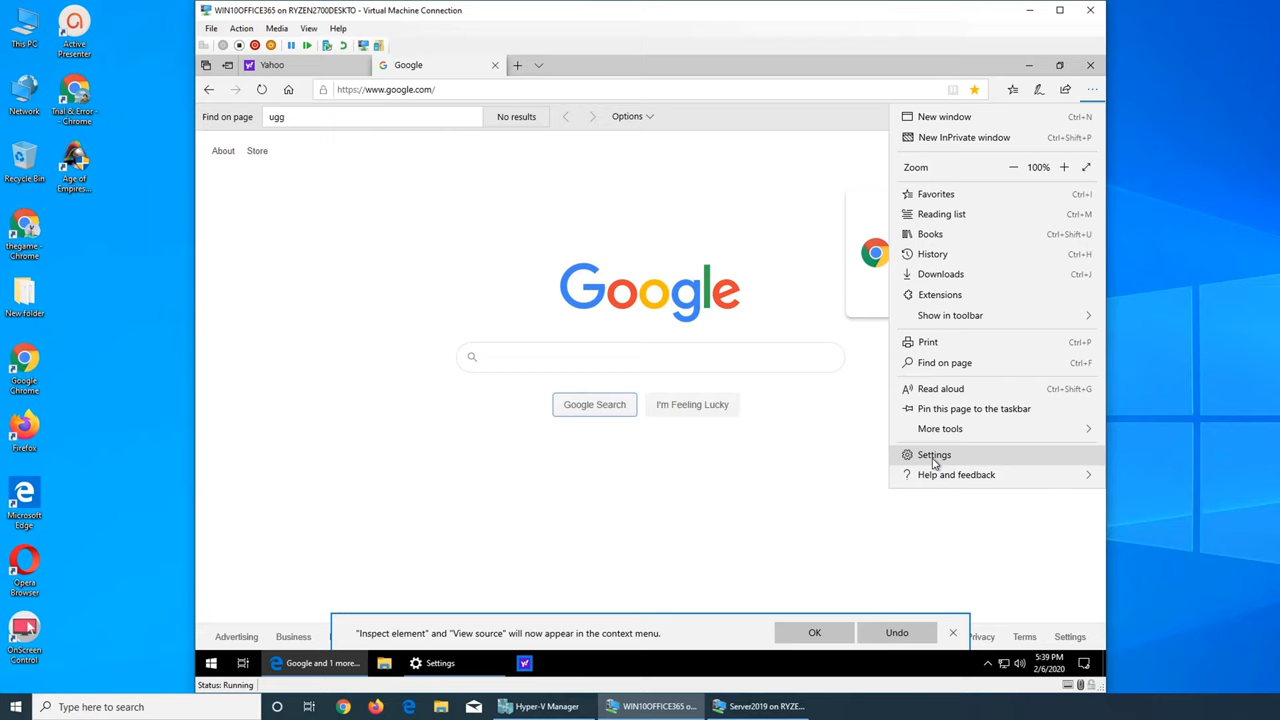 This PC
Active
Presenter
Network
Trial & Error -
- Chrome
Recycle Bin
Age of
Empires...
thegame -
Chrome
New folder
Google
Chrome
Firefox
Microsoft
Edge
Opera
Browser
OnScreen
Control
WIN10OFFICE365 on RYZEN2700DESKTO - Virtual Machine Connection
File Action Media View Help
Yahoo
Google
https://www.google.com/
Find on page ugg No results Options
About Store
Google
Google Search I'm Feeling Lucky
New window Ctrl+N
New InPrivate window Ctrl+Shift+P
Zoom 100%
Favorites Ctrl+I
Reading list Ctrl+M
Books Ctrl+Shift+U
History Ctrl+H
Downloads Ctrl+J
Extensions
Show in toolbar
Print Ctrl+P
Find on page Ctrl+F
Read aloud Ctrl+Shift+G
Pin this page to the taskbar
More tools
Settings
Help and feedback
"Inspect element" and "View source" will now appear in the context menu. OK Undo
Advertising Business Privacy Terms Settings
Google and 1 more... Settings
5:39 PM
2/6/2020
Status: Running
Type here to search
Hyper-V Manager
WIN10OFFICE365 o...
Server2019 on RYZE...